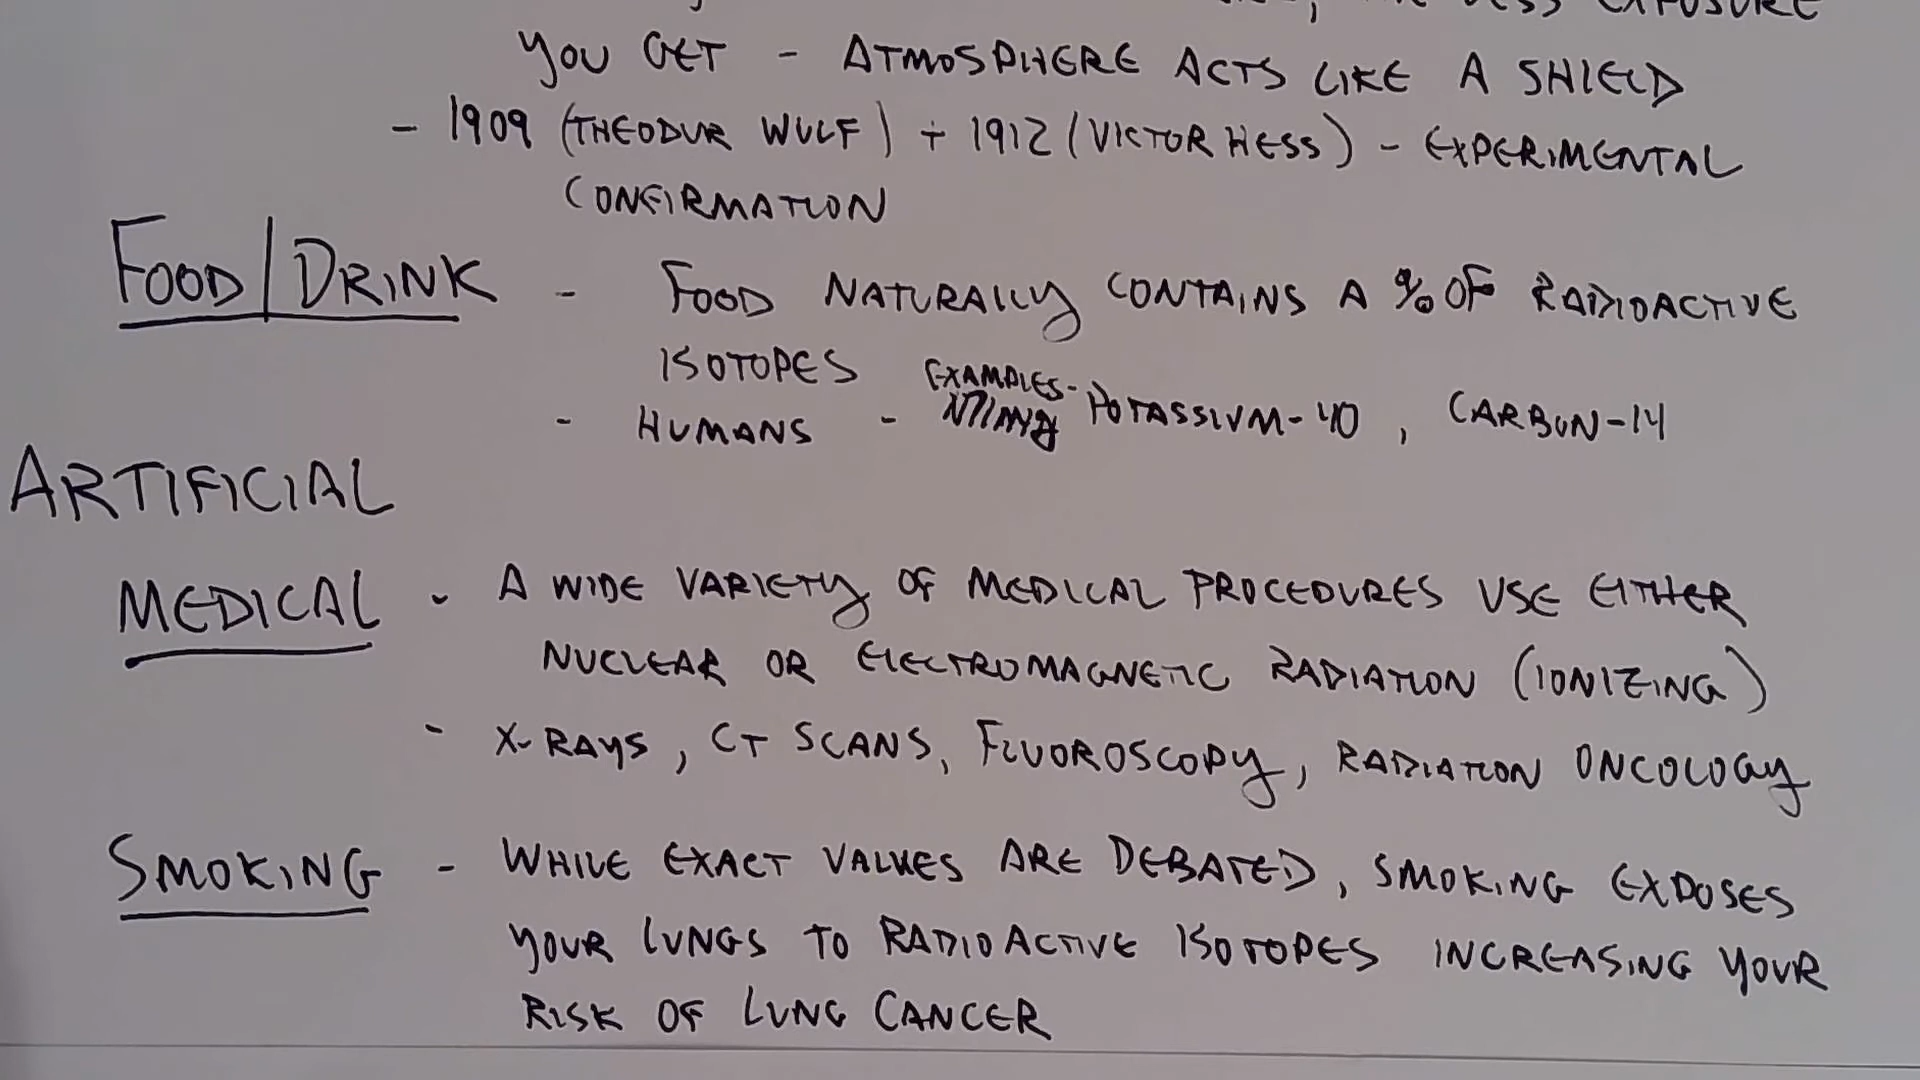 LESS EXPOSURE
YOU GET - ATMOSPHERE ACTS LIKE A SHIELD
- 1909 (THEODUR WULF) + 1912 (VICTOR HESS) - EXPERIMENTAL
CONFIRMATION
FOOD/DRINK - FOOD NATURALLY CONTAINS A % OF RADIOACTIVE
ISOTOPES
- HUMANS - EXAMPLES- POTASSIUM-40, CARBON-14
ARTIFICIAL
MEDICAL - A WIDE VARIETY OF MEDICAL PROCEDURES USE EITHER
NUCLEAR OR ELECTROMAGNETIC RADIATION (IONIZING)
- X-RAYS, CT SCANS, FLUOROSCOPY, RADIATION ONCOLOGY
SMOKING - WHILE EXACT VALUES ARE DEBATED, SMOKING EXPOSES
YOUR LUNGS TO RADIOACTIVE ISOTOPES INCREASING YOUR
RISK OF LUNG CANCER